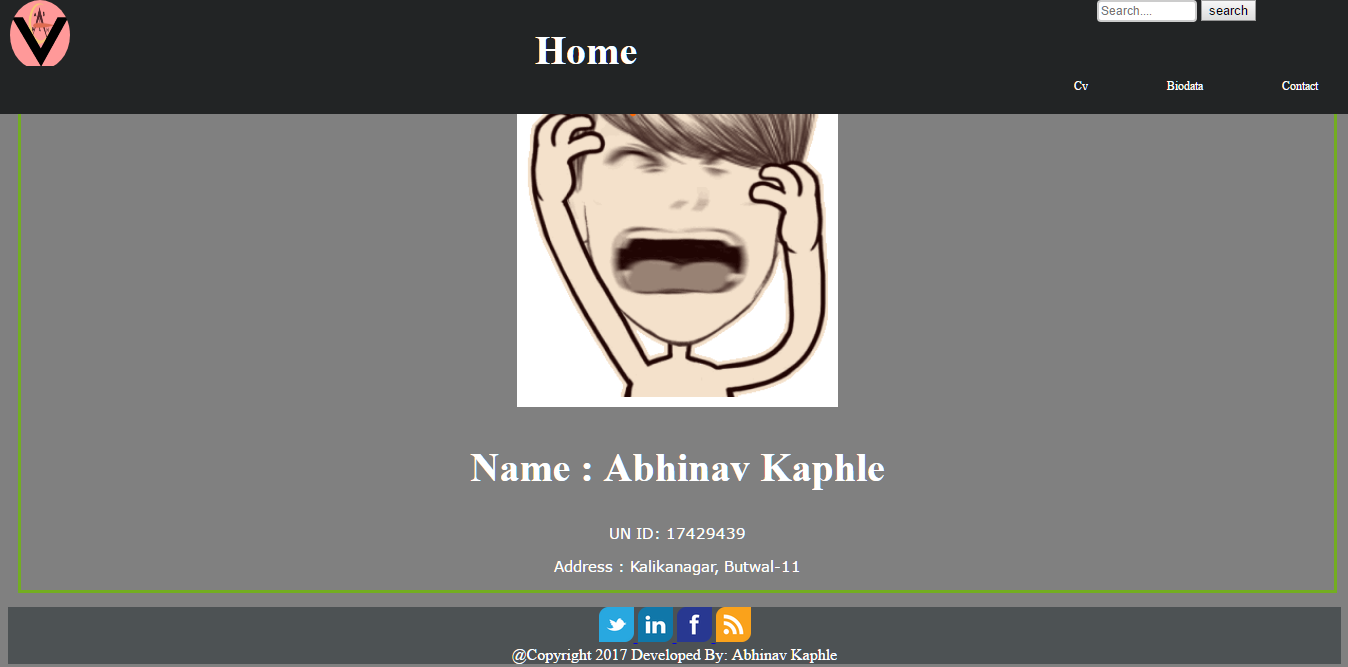 Search....
search
Home
Cv
Biodata
Contact
Name : Abhinav Kaphle
UN ID: 17429439
Address : Kalikanagar, Butwal-11
in
f
@Copyright 2017 Developed By: Abhinav Kaphle